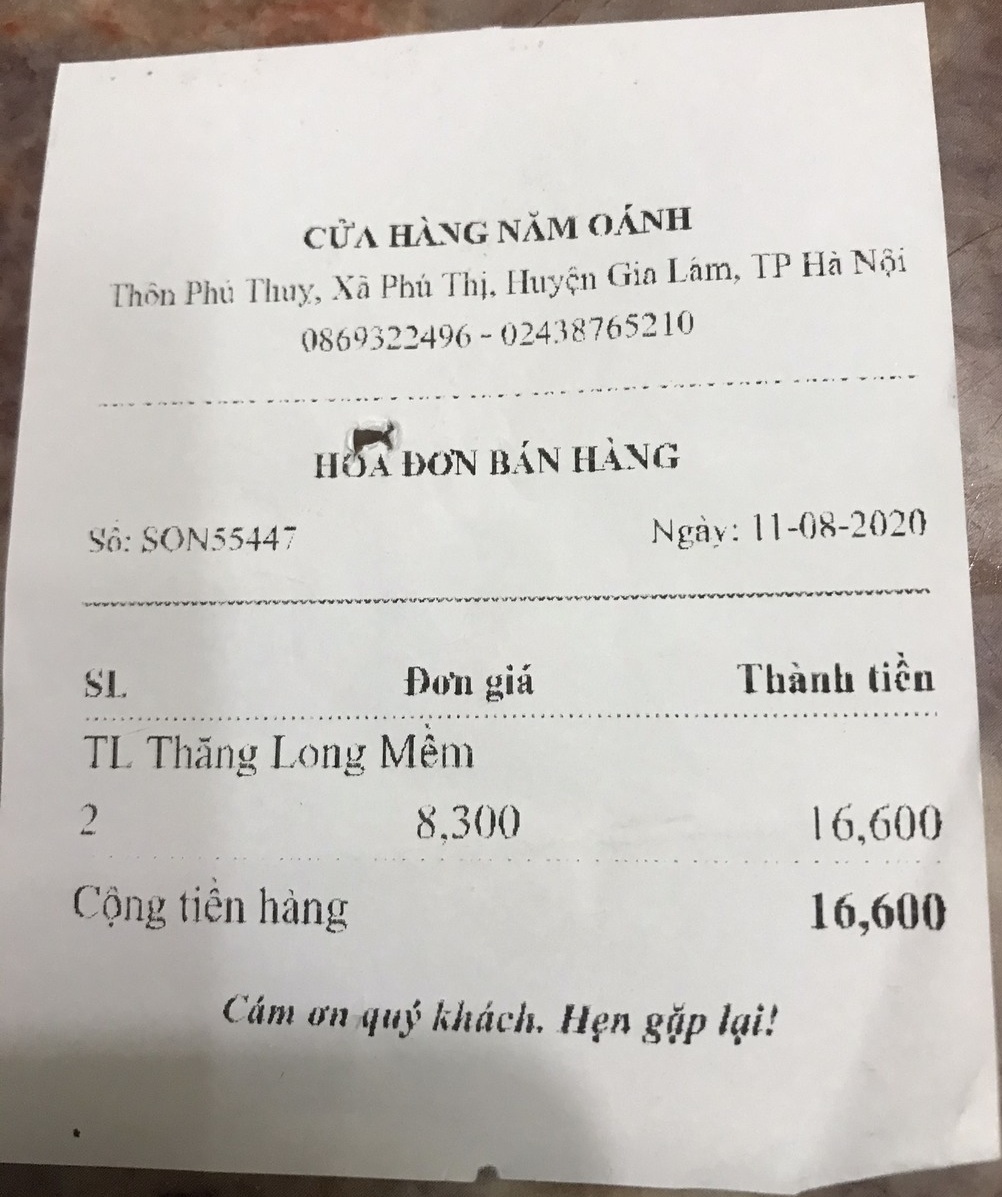 CỬA HÀNG NĂM OÁNH
Thôn Phú Thuy, Xã Phú Thị, Huyện Gia Lâm, TP Hà Nội
0869322496 - 02438765210
HÓA ĐƠN BÁN HÀNG
Số: SON55447 Ngày: 11-08-2020
SL Đơn giá Thành tiền
TL Thăng Long Mềm
2 8,300 16,600
Cộng tiền hàng 16,600
Cám ơn quý khách. Hẹn gặp lại!